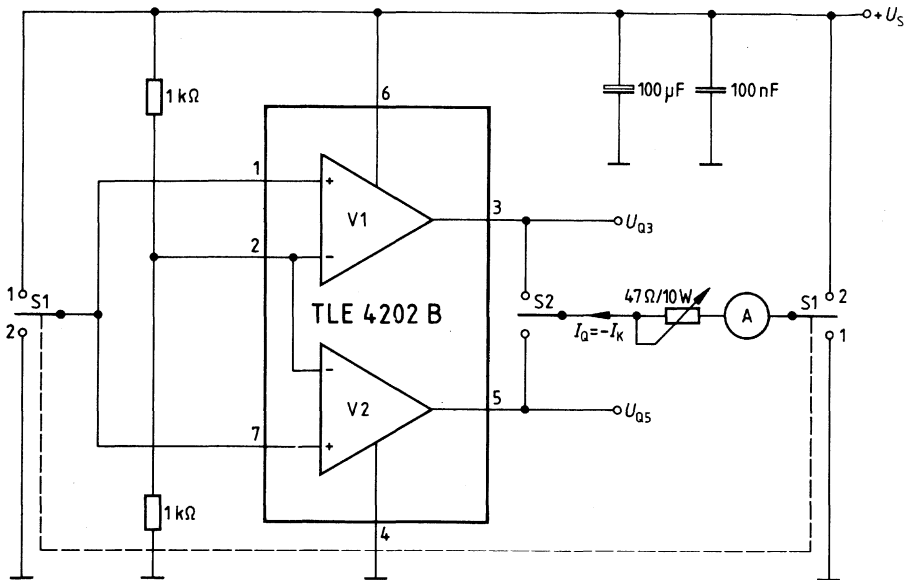 + U_S
1 kΩ
6
100 µF
100 nF
1
+
V1
3
U_Q3
2
−
1
S1
2
TLE 4202 B
S2
47 Ω/10W
A
S1
2
1
I_Q=-I_K
−
V2
5
U_Q5
7
+
1 kΩ
4